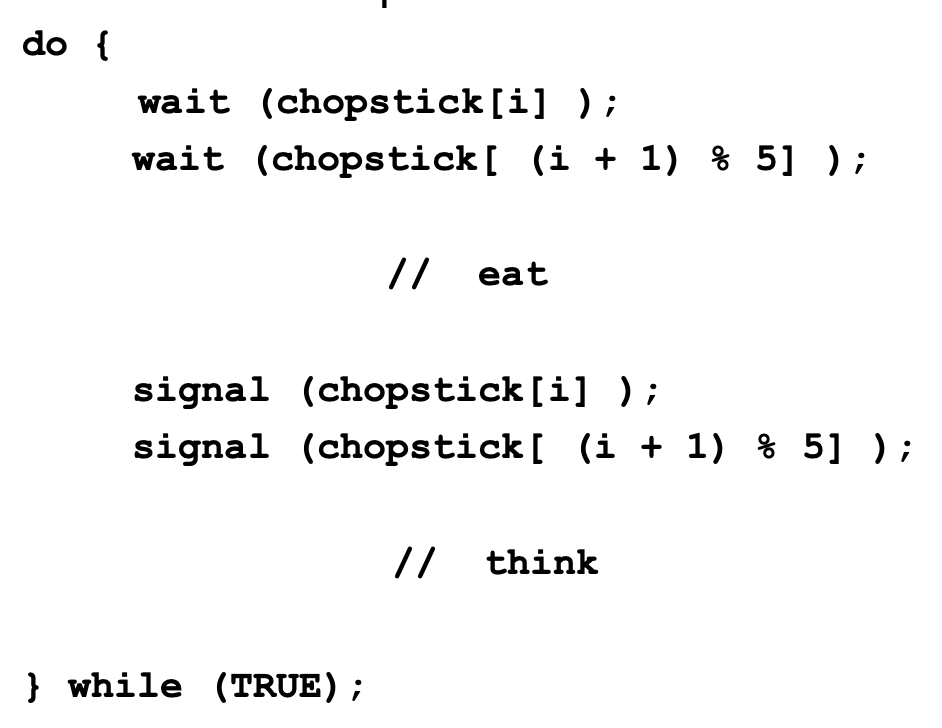 do {
wait (chopstick[i] );
wait (chopstick[ (i + 1) % 5] );
// eat
signal (chopstick[i] );
signal (chopstick[ (i + 1) % 5] );
// think
} while (TRUE);